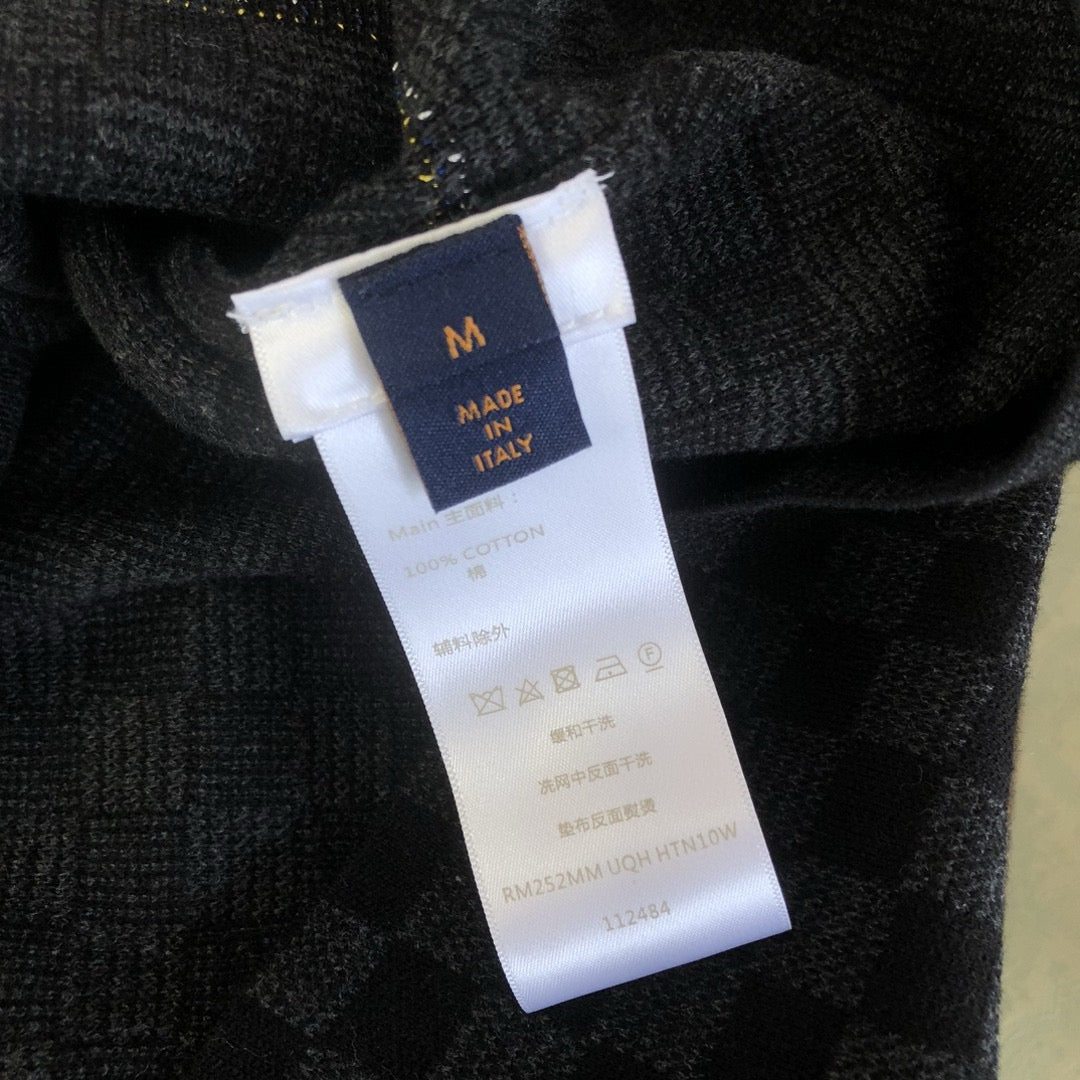 M
MADE
IN
ITALY
Main 主面料：
100% COTTON
棉
辅料除外
F
缓和干洗
洗网中反面干洗
垫布反面熨烫
RM252MM UQH HTN10W
112484